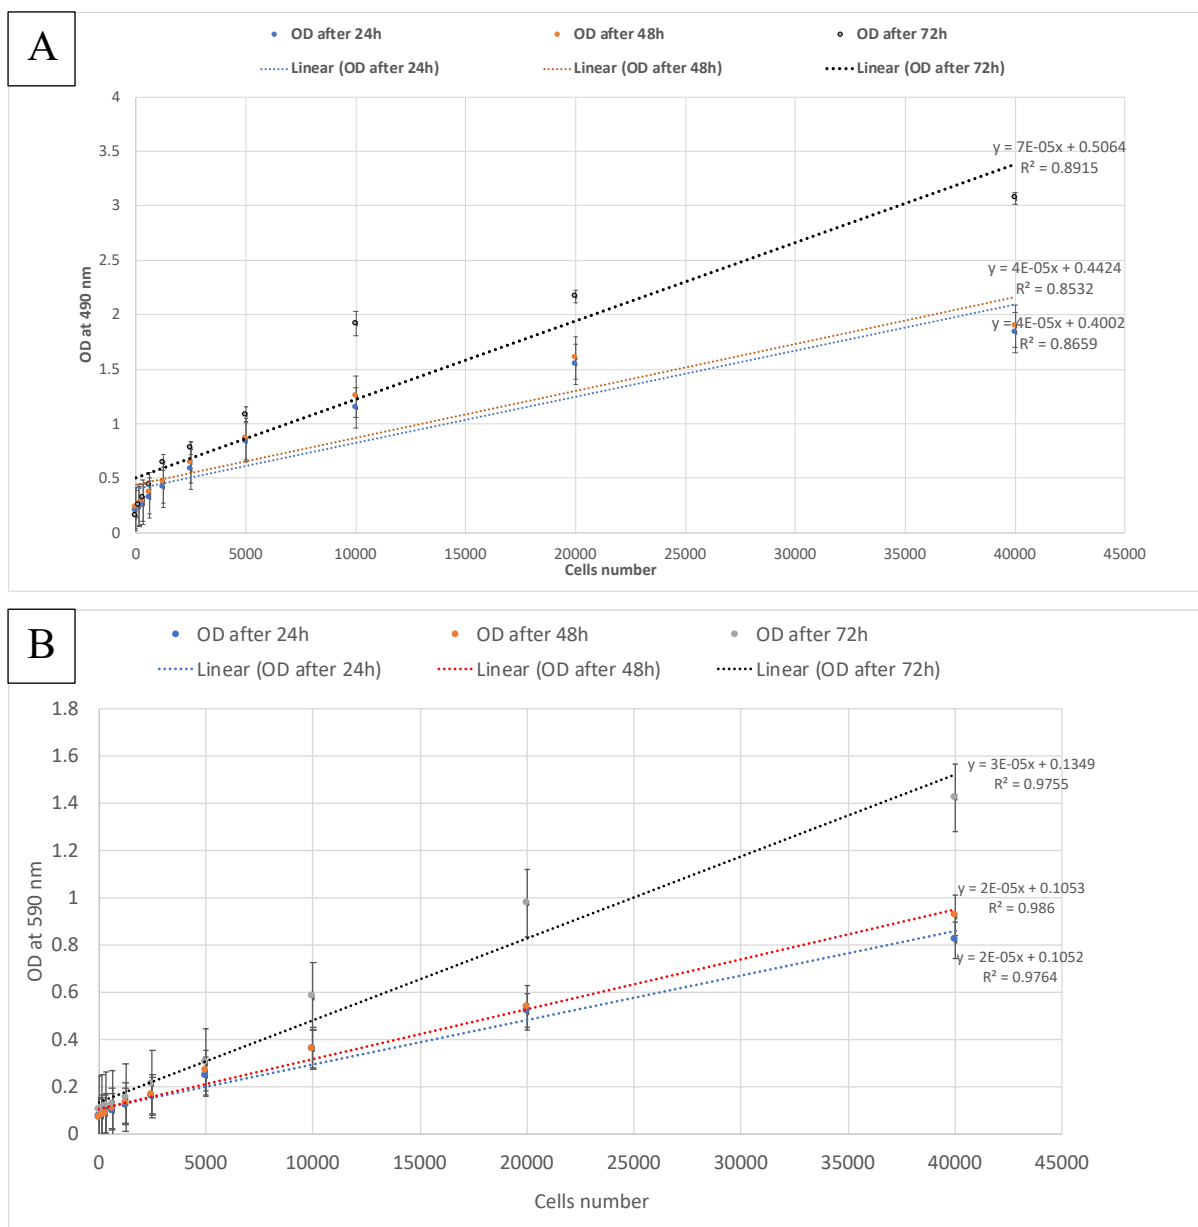 A
OD after 24h
OD after 48h
OD after 72h
Linear (OD after 24h)
Linear (OD after 48h)
Linear (OD after 72h)
4
3.5
3
2.5
2
1.5
1
0.5
0
OD at 490 nm
y = 7E-05x + 0.5064
R² = 0.8915
y = 4E-05x + 0.4424
R² = 0.8532
y = 4E-05x + 0.4002
R² = 0.8659
0 5000 10000 15000 20000 25000 30000 35000 40000 45000
Cells number
B
OD after 24h
OD after 48h
OD after 72h
Linear (OD after 24h)
Linear (OD after 48h)
Linear (OD after 72h)
1.8
1.6
1.4
1.2
1
0.8
0.6
0.4
0.2
0
OD at 590 nm
y = 3E-05x + 0.1349
R² = 0.9755
y = 2E-05x + 0.1053
R² = 0.986
y = 2E-05x + 0.1052
R² = 0.9764
0 5000 10000 15000 20000 25000 30000 35000 40000 45000
Cells number